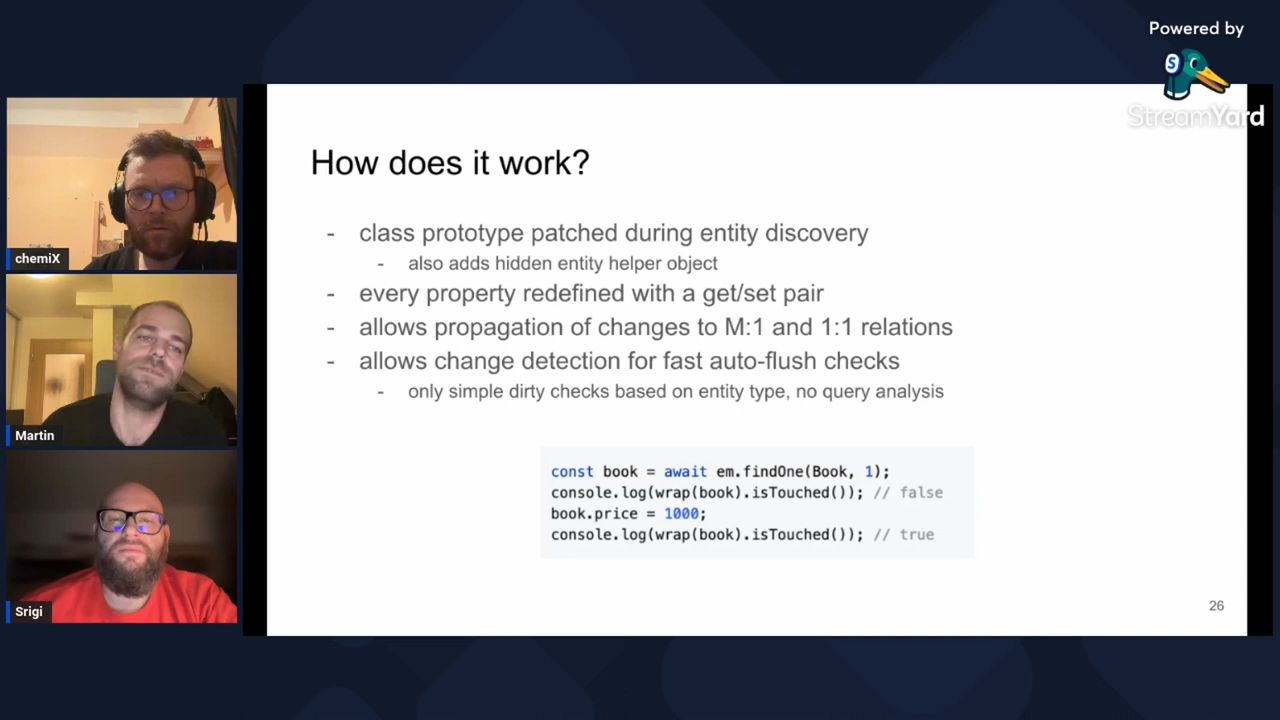 Powered by
StreamYard
How does it work?
- class prototype patched during entity discovery
- also adds hidden entity helper object
- every property redefined with a get/set pair
- allows propagation of changes to M:1 and 1:1 relations
- allows change detection for fast auto-flush checks
- only simple dirty checks based on entity type, no query analysis
const book = await em.findOne(Book, 1);
console.log(wrap(book).isTouched()); // false
book.price = 1000;
console.log(wrap(book).isTouched()); // true
26
chemiX
Martin
Srigi